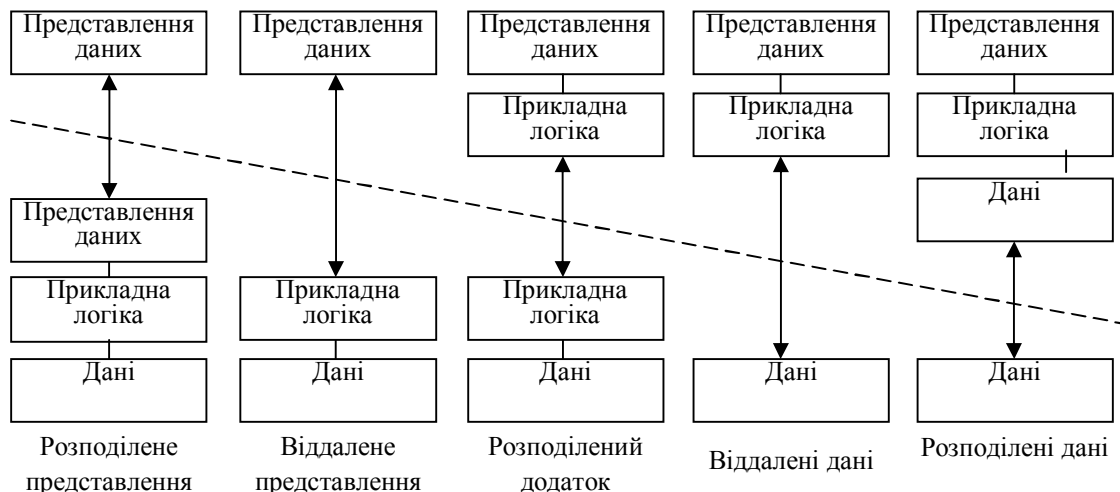 Представлення
даних
Представлення
даних
Прикладна
логіка
Дані
Розподілене
представлення
Представлення
даних
Прикладна
логіка
Дані
Віддалене
представлення
Представлення
даних
Прикладна
логіка
Прикладна
логіка
Дані
Розподілений
додаток
Представлення
даних
Прикладна
логіка
Дані
Віддалені дані
Представлення
даних
Прикладна
логіка
Дані
Дані
Розподілені дані